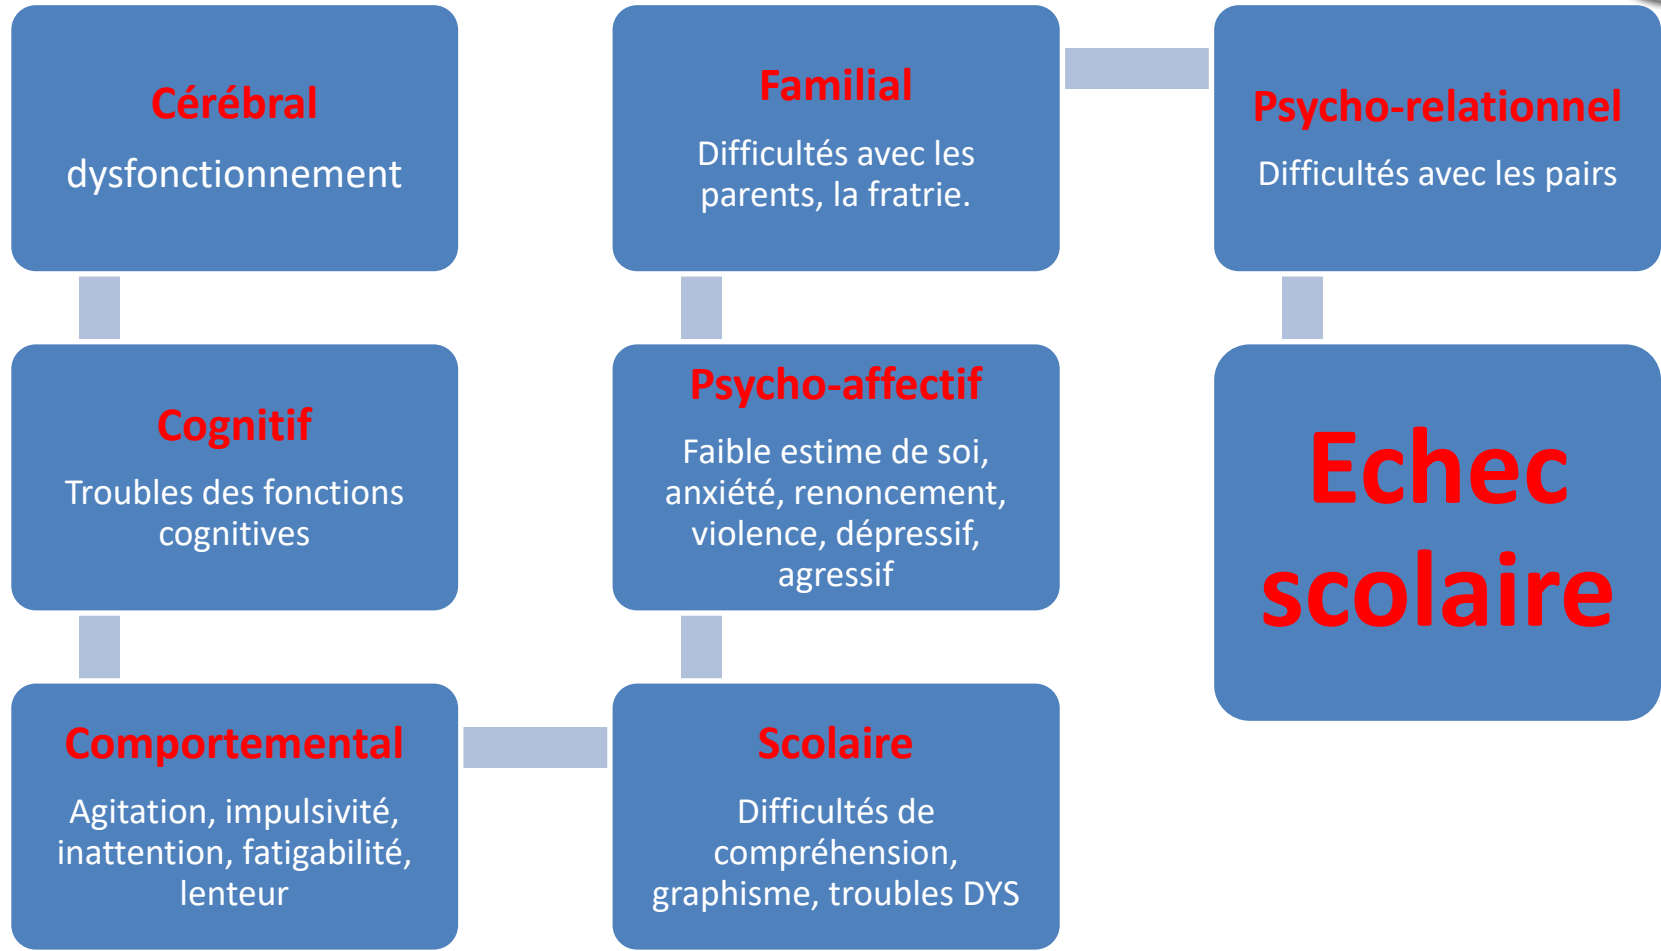 Cérébral
dysfonctionnement
Cognitif
Troubles des fonctions
cognitives
Comportemental
Agitation, impulsivité,
inattention, fatigabilité,
lenteur
Scolaire
Difficultés de
compréhension,
graphisme, troubles DYS
Psycho-affectif
Faible estime de soi,
anxiété, renoncement,
violence, dépressif,
agressif
Familial
Difficultés avec les
parents, la fratrie.
Psycho-relationnel
Difficultés avec les pairs
Echec
scolaire